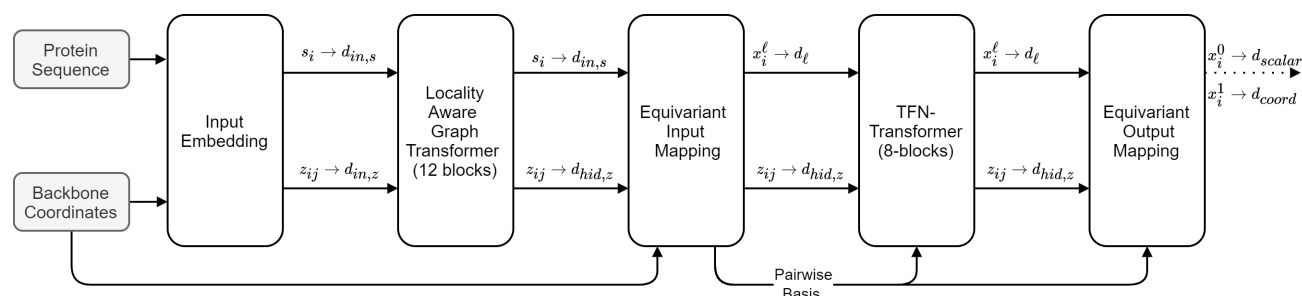 Protein
Sequence
Backbone
Coordinates
Input
Embedding
s_i → d_{in,s}
z_{ij} → d_{in,z}
Locality
Aware
Graph
Transformer
(12 blocks)
s_i → d_{in,s}
z_{ij} → d_{hid,z}
Equivariant
Input
Mapping
x_i^ℓ → d_ℓ
z_{ij} → d_{hid,z}
TFN-
Transformer
(8-blocks)
x_i^ℓ → d_ℓ
z_{ij} → d_{hid,z}
Equivariant
Output
Mapping
x_i^0 → d_{scalar}
x_i^1 → d_{coord}
Pairwise
Basis